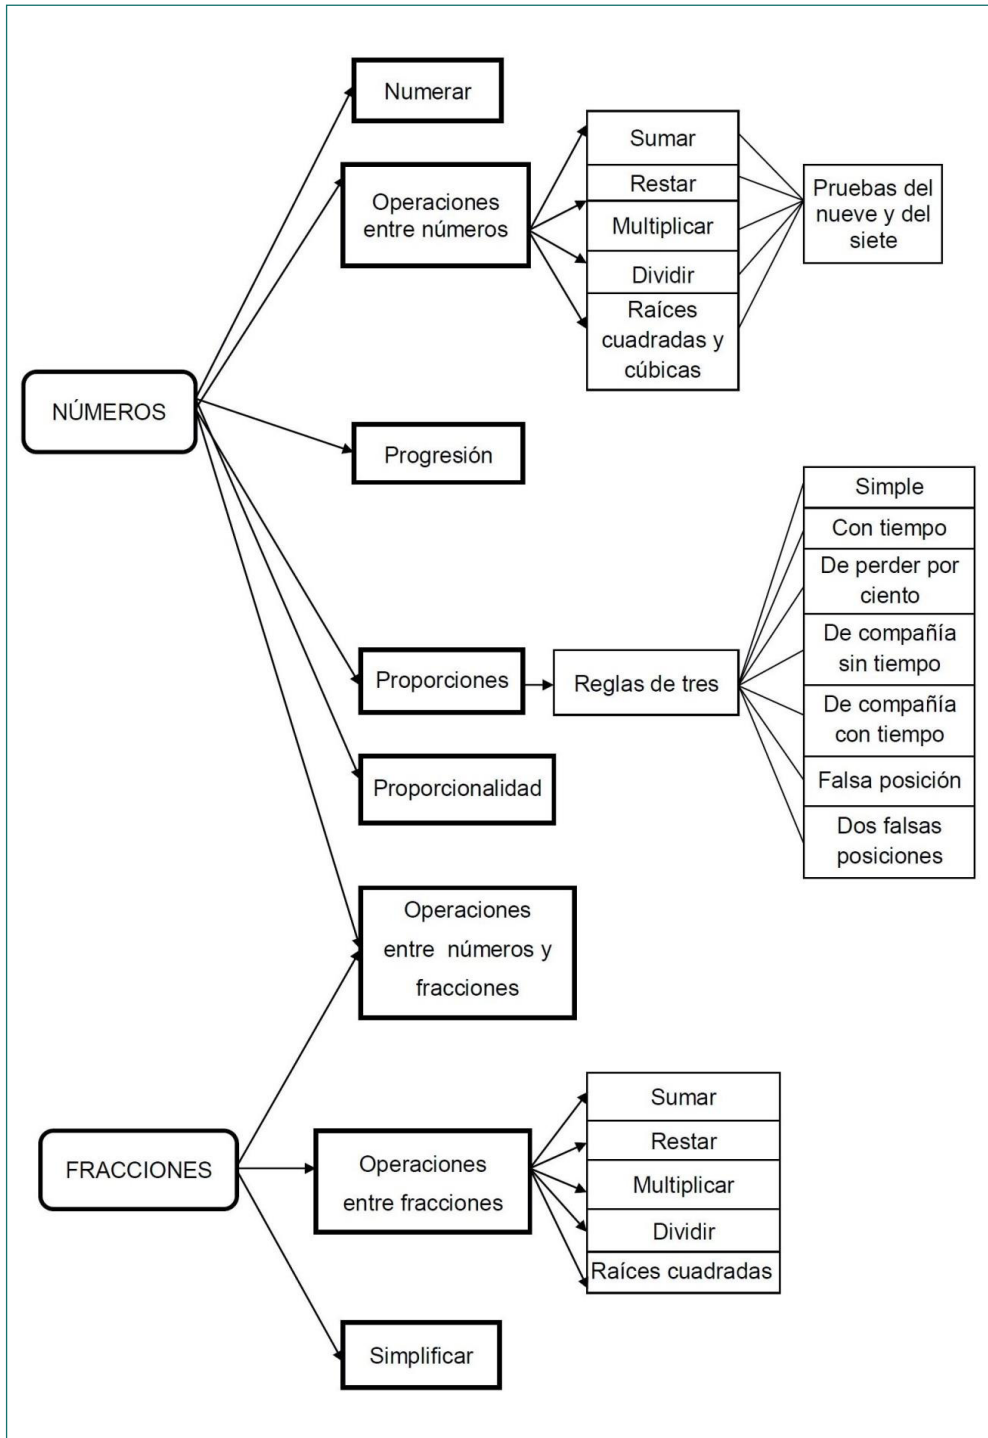 Numerar
Operaciones
entre números
Sumar
Restar
Multiplicar
Dividir
Raíces
cuadradas y
cúbicas
Pruebas del
nueve y del
siete
NÚMEROS
Progresión
Proporciones
Reglas de tres
Simple
Con tiempo
De perder por
ciento
De compañía
sin tiempo
De compañía
con tiempo
Falsa posición
Dos falsas
posiciones
Proporcionalidad
Operaciones
entre números y
fracciones
FRACCIONES
Operaciones
entre fracciones
Sumar
Restar
Multiplicar
Dividir
Raíces cuadradas
Simplificar